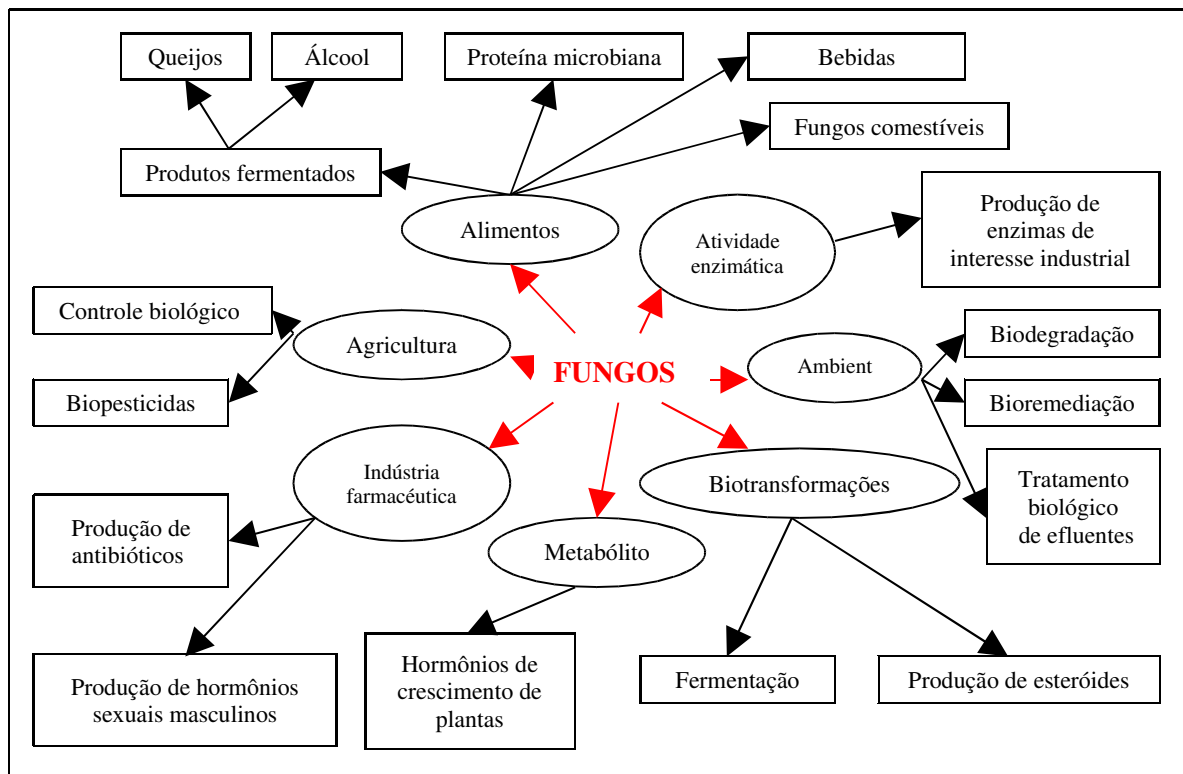 Queijos
Álcool
Proteína microbiana
Bebidas
Fungos comestíveis
Produtos fermentados
Alimentos
Atividade
enzimática
Produção de
enzimas de
interesse industrial
Controle biológico
Agricultura
FUNGOS
Ambient
Biodegradação
Biopesticidas
Bioremediação
Indústria
farmacéutica
Biotransformações
Tratamento
biológico
de efluentes
Produção de
antibióticos
Metabólito
Produção de hormônios
sexuais masculinos
Hormônios de
crescimento de
plantas
Fermentação
Produção de esteróides